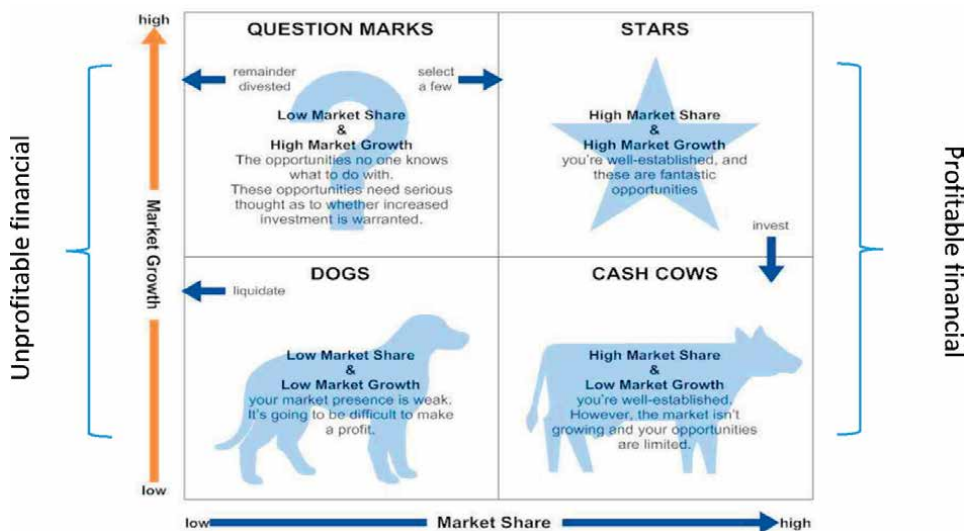 high
QUESTION MARKS
STARS
remainder
divested
select
a few
Low Market Share
&
High Market Growth
The opportunities no one knows
what to do with.
These opportunities need serious
thought as to whether increased
investment is warranted.
High Market Share
&
High Market Growth
you're well-established, and
these are fantastic
opportunities
invest
Unprofitable financial
Market Growth
Profitable financial
DOGS
CASH COWS
liquidate
Low Market Share
&
Low Market Growth
your market presence is weak.
It's going to be difficult to make
a profit.
High Market Share
&
Low Market Growth
you're well-established.
However, the market isn't
growing and your opportunities
are limited.
low
low
Market Share
high